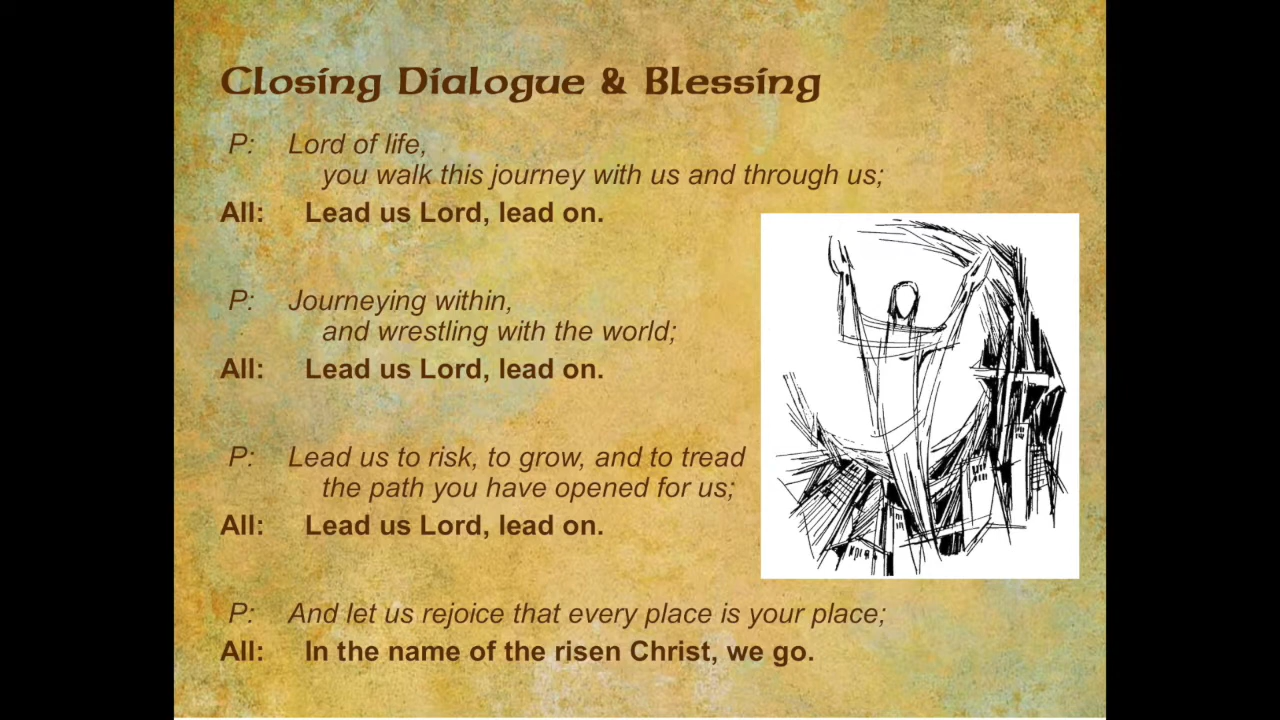 Closing Dialogue & Blessing
P: Lord of life,
you walk this journey with us and through us;
All: Lead us Lord, lead on.
P: Journeying within,
and wrestling with the world;
All: Lead us Lord, lead on.
P: Lead us to risk, to grow, and to tread
the path you have opened for us;
All: Lead us Lord, lead on.
P: And let us rejoice that every place is your place;
All: In the name of the risen Christ, we go.